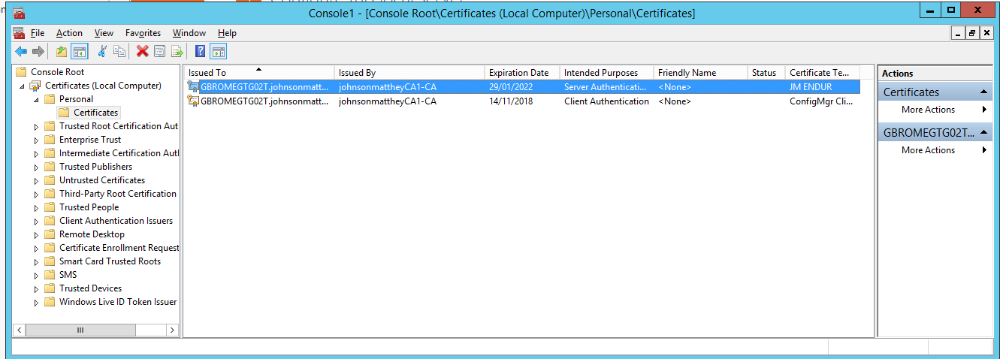 Console1 - [Console Root\Certificates (Local Computer)\Personal\Certificates]
File Action View Favorites Window Help
Console Root
Certificates (Local Computer)
Personal
Certificates
Trusted Root Certification Aut
Enterprise Trust
Intermediate Certification Autl
Trusted Publishers
Untrusted Certificates
Third-Party Root Certification
Trusted People
Client Authentication Issuers
Remote Desktop
Certificate Enrollment Request
Smart Card Trusted Roots
SMS
Trusted Devices
Windows Live ID Token Issuer
Issued To Issued By Expiration Date Intended Purposes Friendly Name Status Certificate Te...
GBROMEGTG02T.johnsonmatt... johnsonmattheyCA1-CA 29/01/2022 Server Authenticati... <None> JM ENDUR
GBROMEGTG02T.johnsonmatt... johnsonmattheyCA1-CA 14/11/2018 Client Authentication <None> ConfigMgr Cli...
Actions
Certificates
More Actions
GBROMEGTG02T...
More Actions